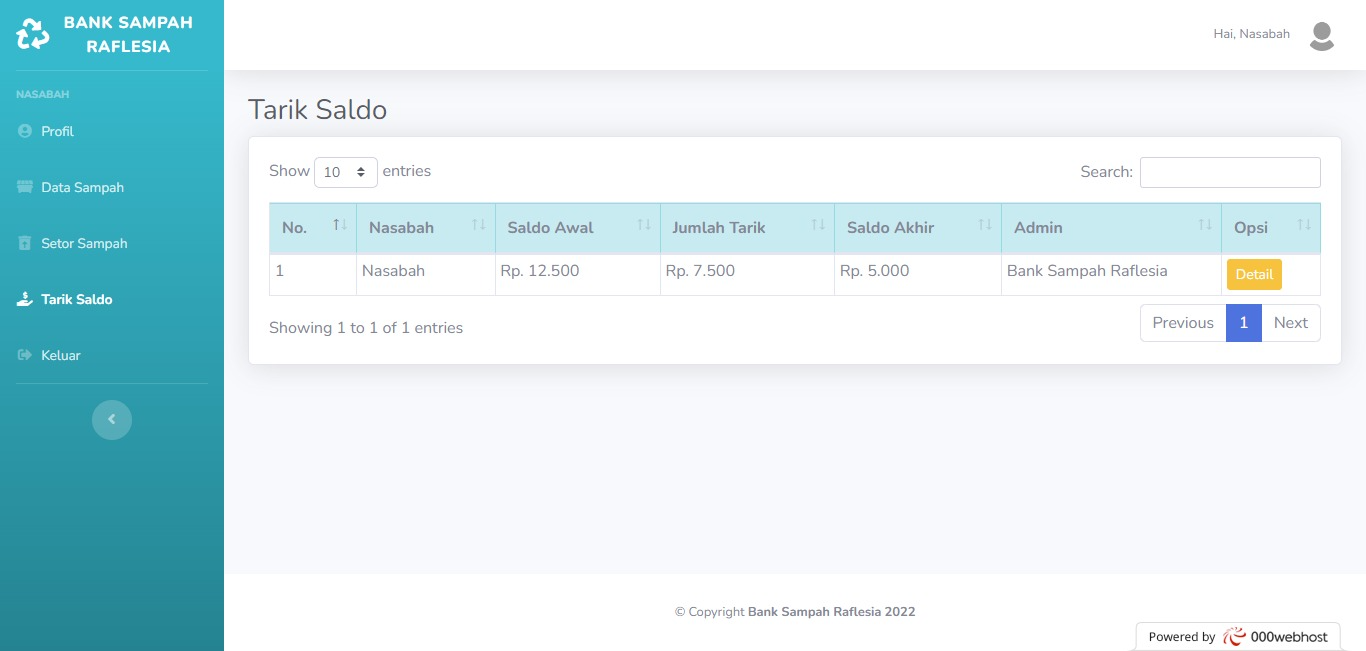 BANK SAMPAH
RAFLESIA
Hai, Nasabah
NASABAH
Profil
Data Sampah
Setor Sampah
Tarik Saldo
Keluar
Tarik Saldo
Show 10 entries
Search:
No. Nasabah Saldo Awal Jumlah Tarik Saldo Akhir Admin Opsi
1 Nasabah Rp. 12.500 Rp. 7.500 Rp. 5.000 Bank Sampah Raflesia Detail
Showing 1 to 1 of 1 entries
Previous 1 Next
© Copyright Bank Sampah Raflesia 2022
Powered by 000webhost